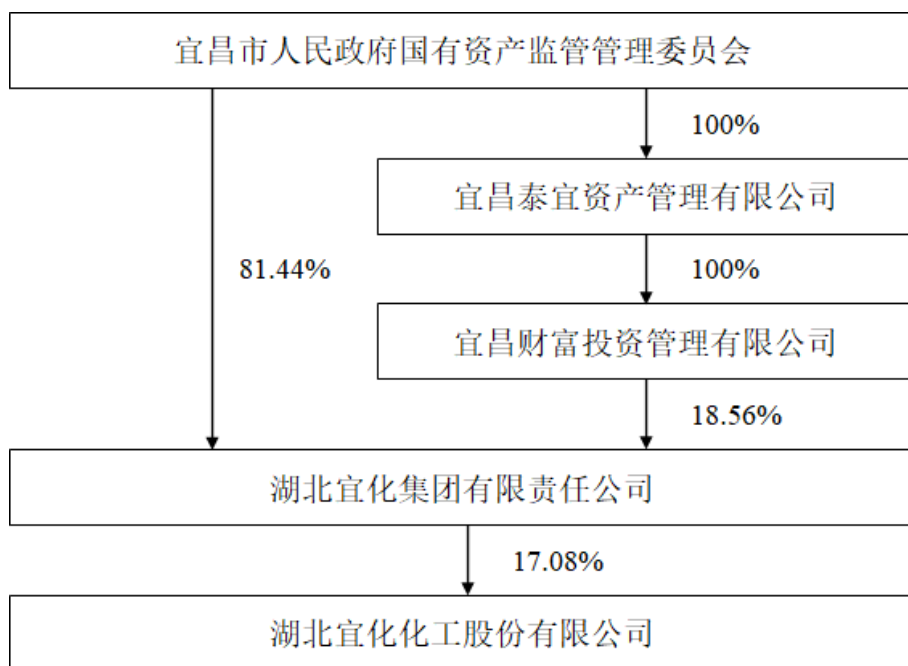 宜昌市人民政府国有资产监管管理委员会
100%
宜昌泰宜资产管理有限公司
81.44%
100%
宜昌财富投资管理有限公司
18.56%
湖北宜化集团有限责任公司
17.08%
湖北宜化化工股份有限公司